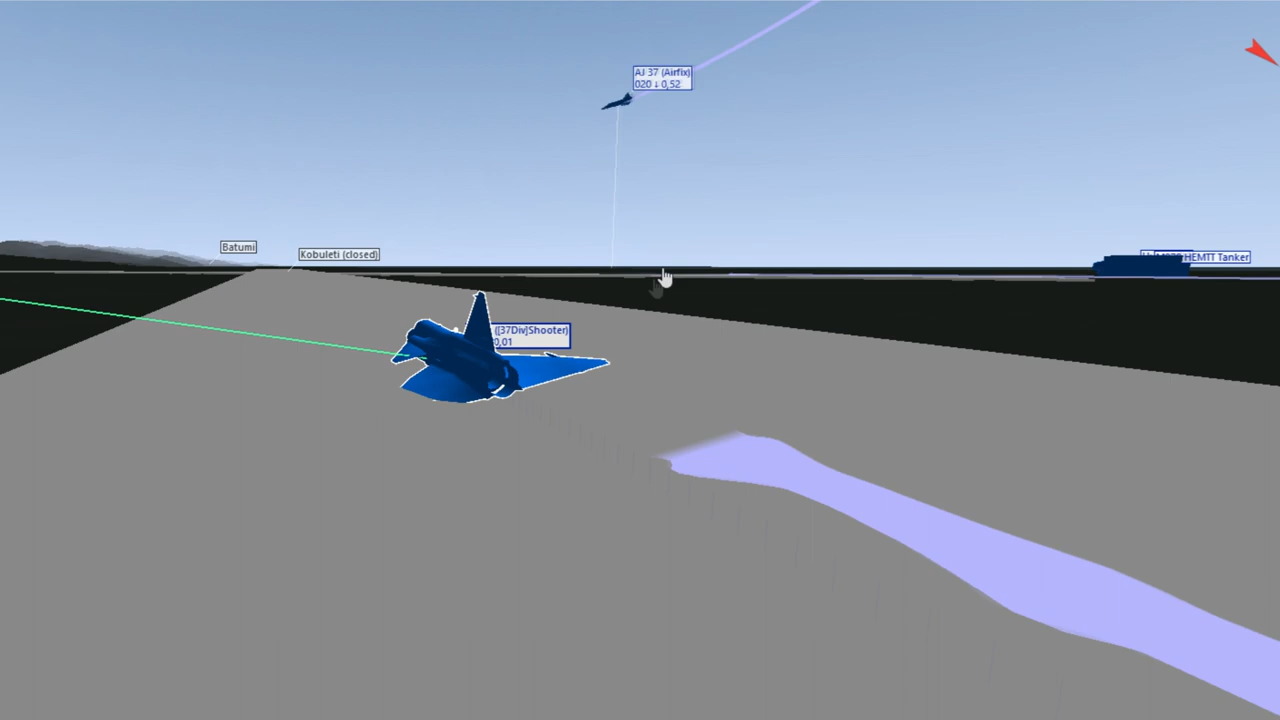 AJ 37 (Airfix)
020 ↓ 0,52
Batumi
Kobuleti (closed)
HEMTT Tanker
([37Div]Shooter)
0,01